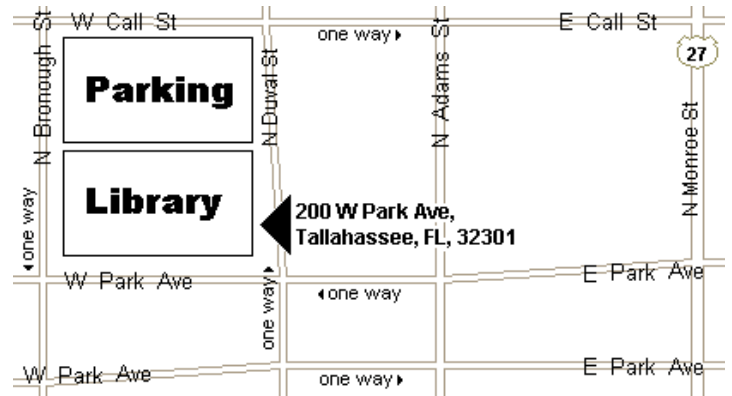 W Call St
E Call St
one way
27
N Bronough St
Parking
N Duval St
N Adams St
N Monroe St
Library
200 W Park Ave,
Tallahassee, FL, 32301
one way
W Park Ave
one way
one way
E Park Ave
W Park Ave
one way
E Park Ave